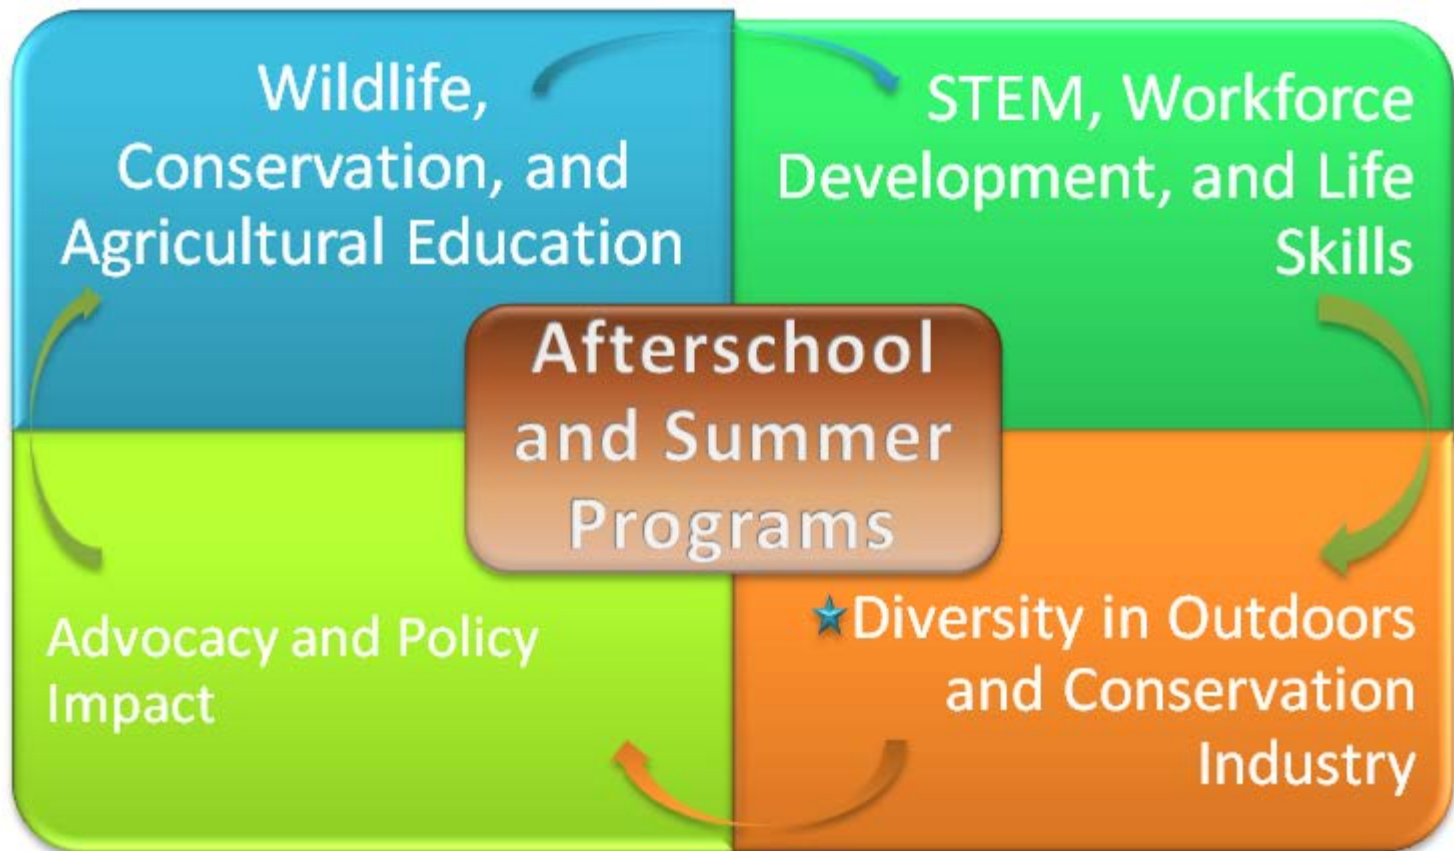 Wildlife,
Conservation, and
Agricultural Education
STEM, Workforce
Development, and Life
Skills
Afterschool
and Summer
Programs
Advocacy and Policy
Impact
Diversity in Outdoors
and Conservation
Industry